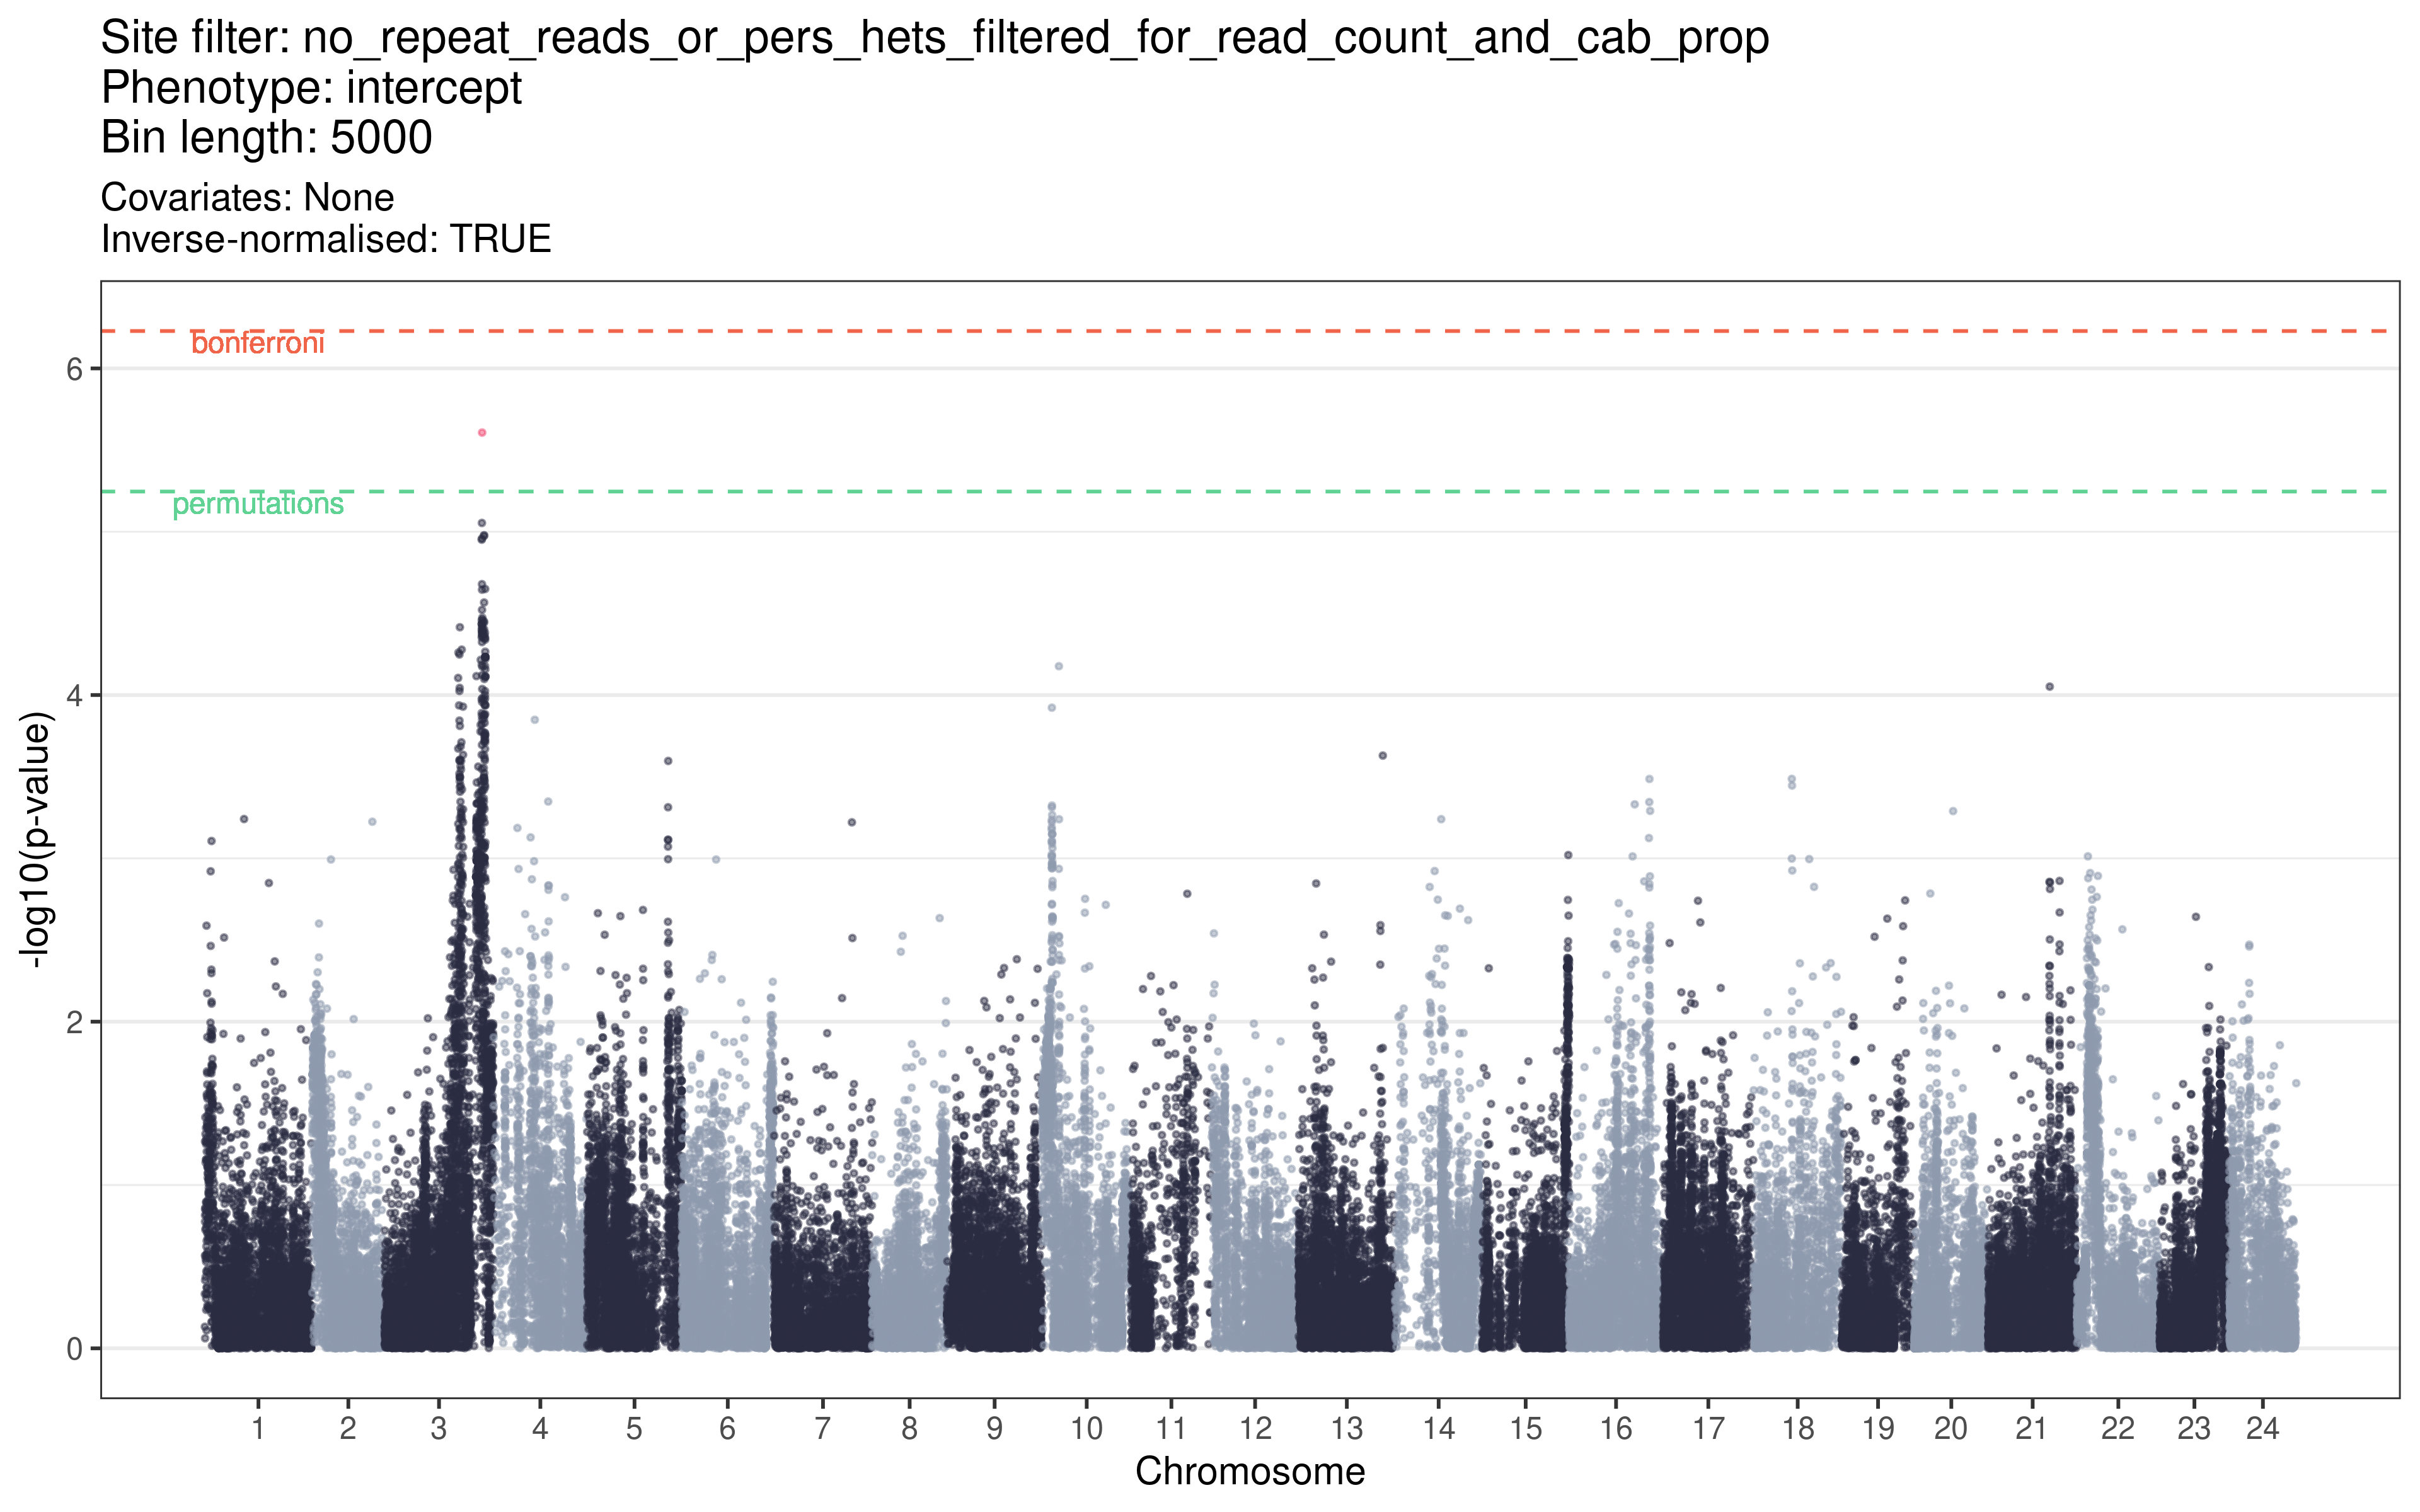 Site filter: no_repeat_reads_or_pers_hets_filtered_for_read_count_and_cab_prop
Phenotype: intercept
Bin length: 5000
Covariates: None
Inverse-normalised: TRUE
bonferroni
6
permutations
4
2
0
-log10(p-value)
1 2 3 4 5 6 7 8 9 10 11 12 13 14 15 16 17 18 19 20 21 22 23 24
Chromosome